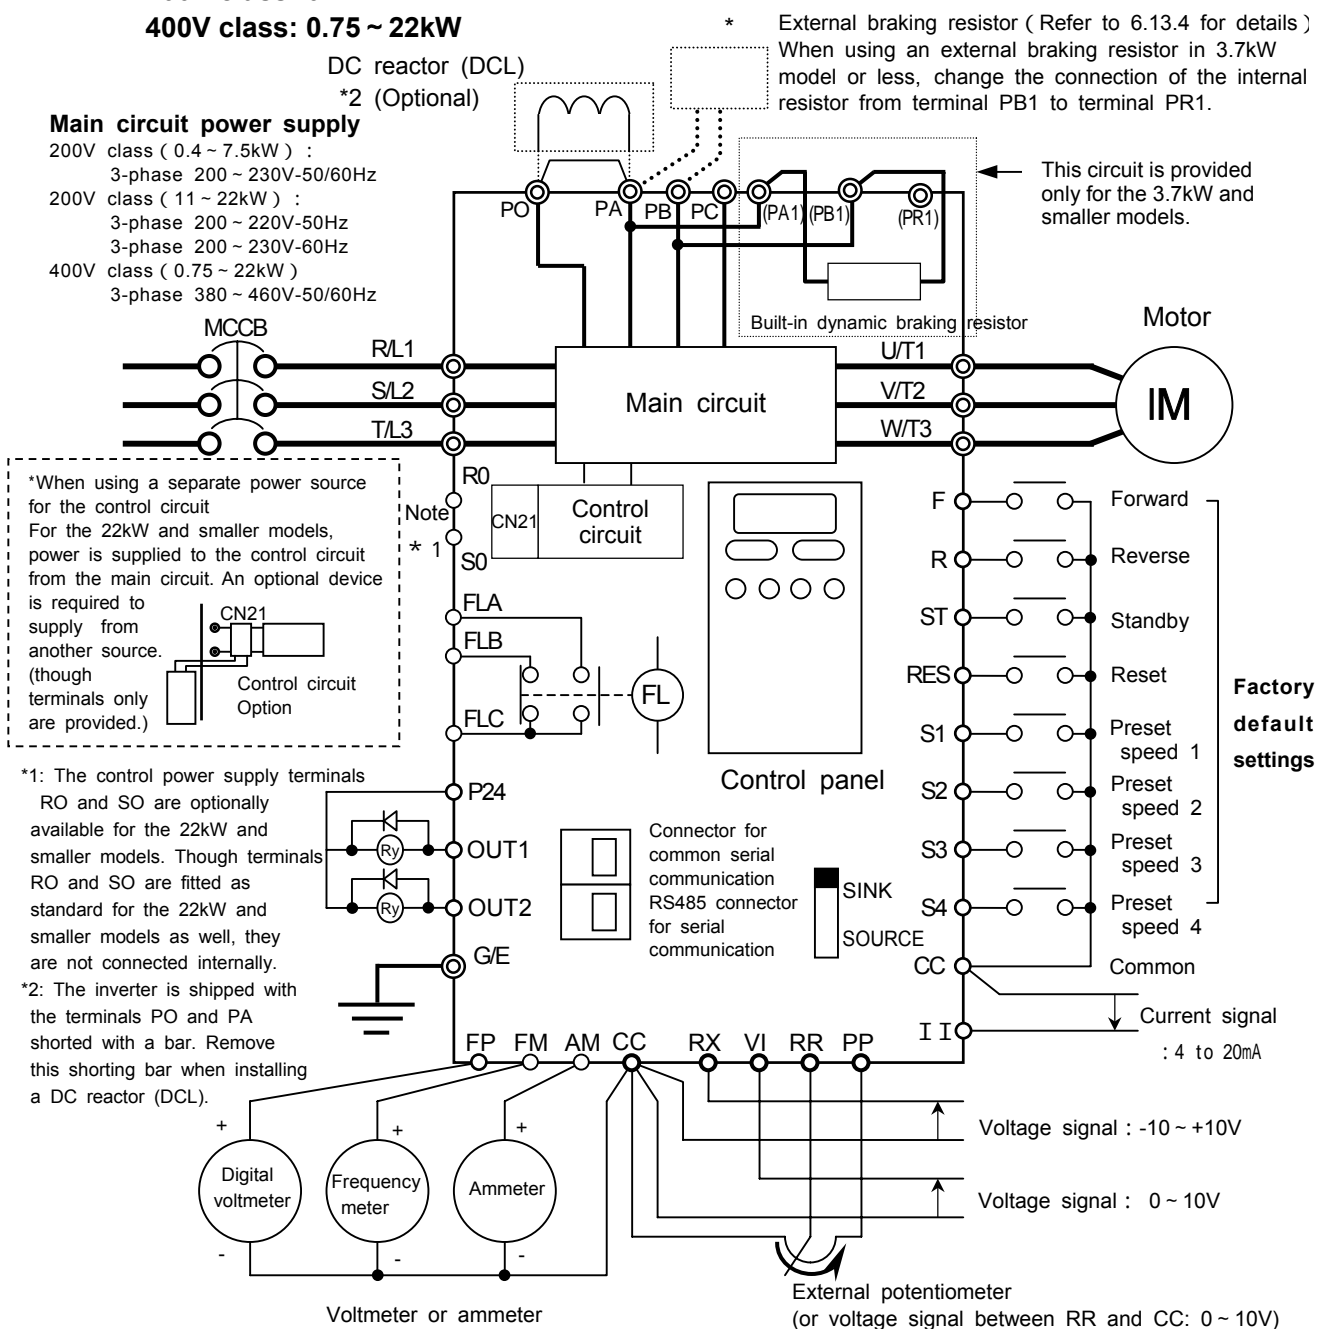 400V class: 0.75 ~ 22kW
DC reactor (DCL)
*2 (Optional)
*
External braking resistor ( Refer to 6.13.4 for details )
When using an external braking resistor in 3.7kW
model or less, change the connection of the internal
resistor from terminal PB1 to terminal PR1.
Main circuit power supply
200V class ( 0.4 ~ 7.5kW ) :
3-phase 200 ~ 230V-50/60Hz
200V class ( 11 ~ 22kW ) :
3-phase 200 ~ 220V-50Hz
3-phase 200 ~ 230V-60Hz
400V class ( 0.75 ~ 22kW )
3-phase 380 ~ 460V-50/60Hz
This circuit is provided
only for the 3.7kW and
smaller models.
PO
PA
PB
PC
(PA1)
(PB1)
(PR1)
Built-in dynamic braking resistor
MCCB
R/L1
S/L2
T/L3
Main circuit
U/T1
V/T2
W/T3
Motor
IM
*When using a separate power source
for the control circuit
For the 22kW and smaller models,
power is supplied to the control circuit
from the main circuit. An optional device
is required to
supply from
another source.
(though
terminals only
are provided.)
CN21
Control circuit
Option
Note
* 1
R0
S0
CN21
Control
circuit
FLA
FLB
FLC
FL
Control panel
F
Forward
R
Reverse
ST
Standby
RES
Reset
S1
Preset
speed 1
S2
Preset
speed 2
S3
Preset
speed 3
S4
Preset
speed 4
CC
Common
Factory
default
settings
*1: The control power supply terminals
RO and SO are optionally
available for the 22kW and
smaller models. Though terminals
RO and SO are fitted as
standard for the 22kW and
smaller models as well, they
are not connected internally.
*2: The inverter is shipped with
the terminals PO and PA
shorted with a bar. Remove
this shorting bar when installing
a DC reactor (DCL).
P24
Ry
OUT1
Ry
OUT2
G/E
Connector for
common serial
communication
RS485 connector
for serial
communication
SINK
SOURCE
II
Current signal
: 4 to 20mA
FP
FM
AM
CC
RX
VI
RR
PP
Voltage signal : -10 ~ +10V
Voltage signal : 0 ~ 10V
+
Digital
voltmeter
-
+
Frequency
meter
-
+
Ammeter
-
Voltmeter or ammeter
External potentiometer
(or voltage signal between RR and CC: 0 ~ 10V)